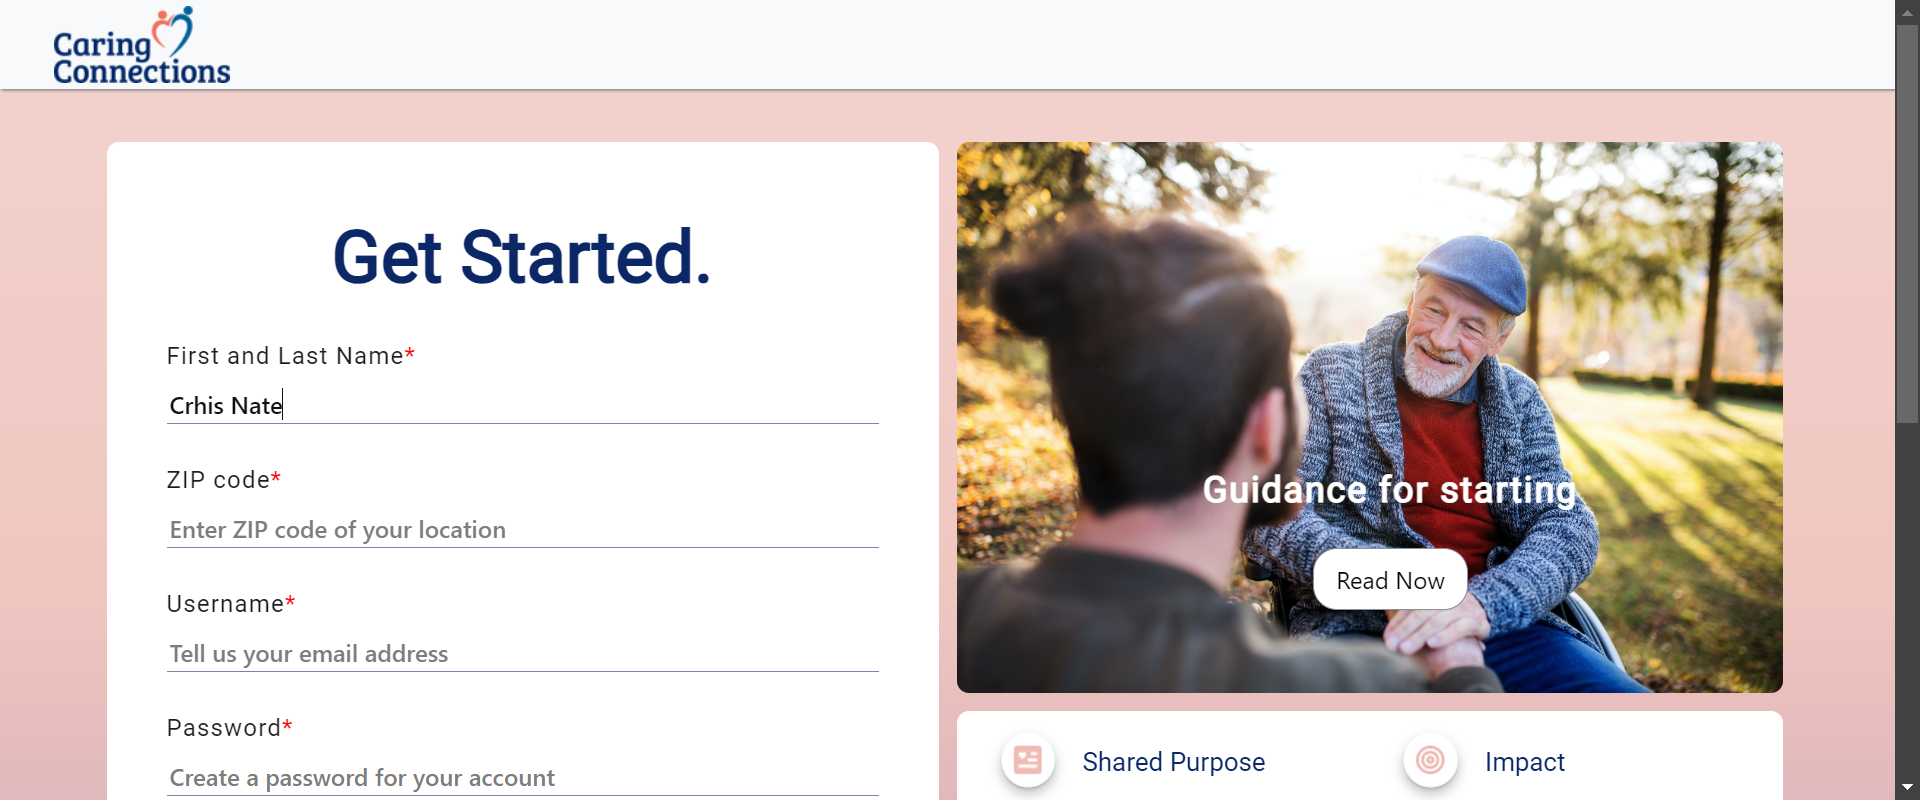 Caring
Connections
Get Started.
First and Last Name*
Crhis Nate
ZIP code*
Enter ZIP code of your location
Username*
Tell us your email address
Password*
Create a password for your account
Guidance for starting
Read Now
Shared Purpose
Impact